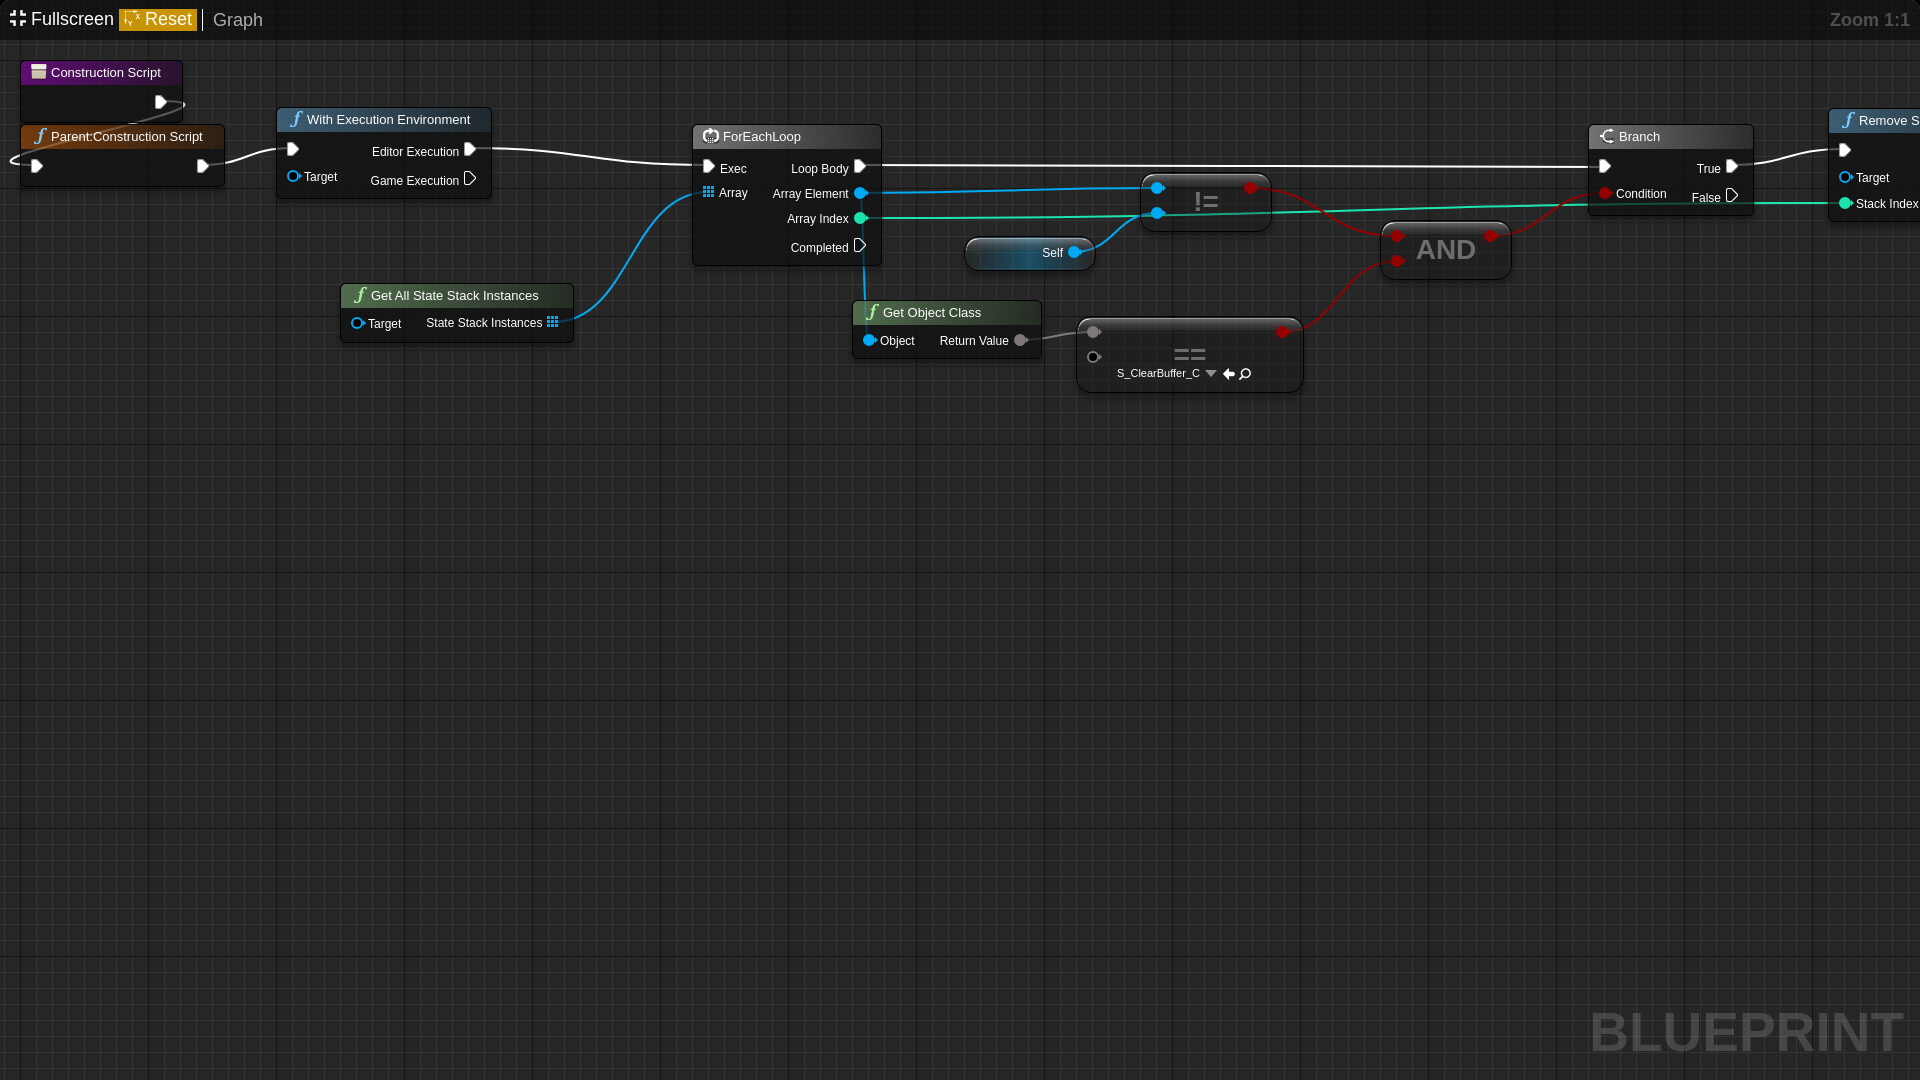 Fullscreen Reset Graph Zoom 1:1
Construction Script
Parent:Construction Script
With Execution Environment
Editor Execution
Target
Game Execution
Get All State Stack Instances
Target State Stack Instances
ForEachLoop
Exec Loop Body
Array Array Element
Array Index
Completed
Self
!=
Get Object Class
Object Return Value
==
S_ClearBuffer_C
AND
Branch
True
Condition False
Remove S
Target
Stack Index
BLUEPRINT